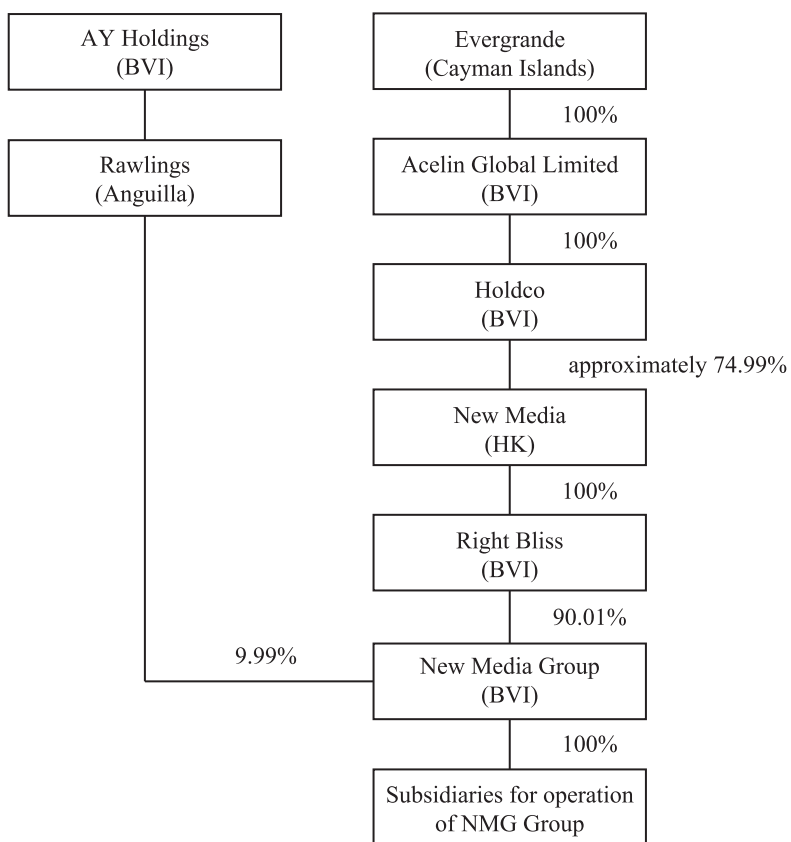 AY Holdings
(BVI)
Evergrande
(Cayman Islands)
100%
Rawlings
(Anguilla)
Acelin Global Limited
(BVI)
100%
Holdco
(BVI)
approximately 74.99%
New Media
(HK)
100%
Right Bliss
(BVI)
90.01%
9.99%
New Media Group
(BVI)
100%
Subsidiaries for operation
of NMG Group